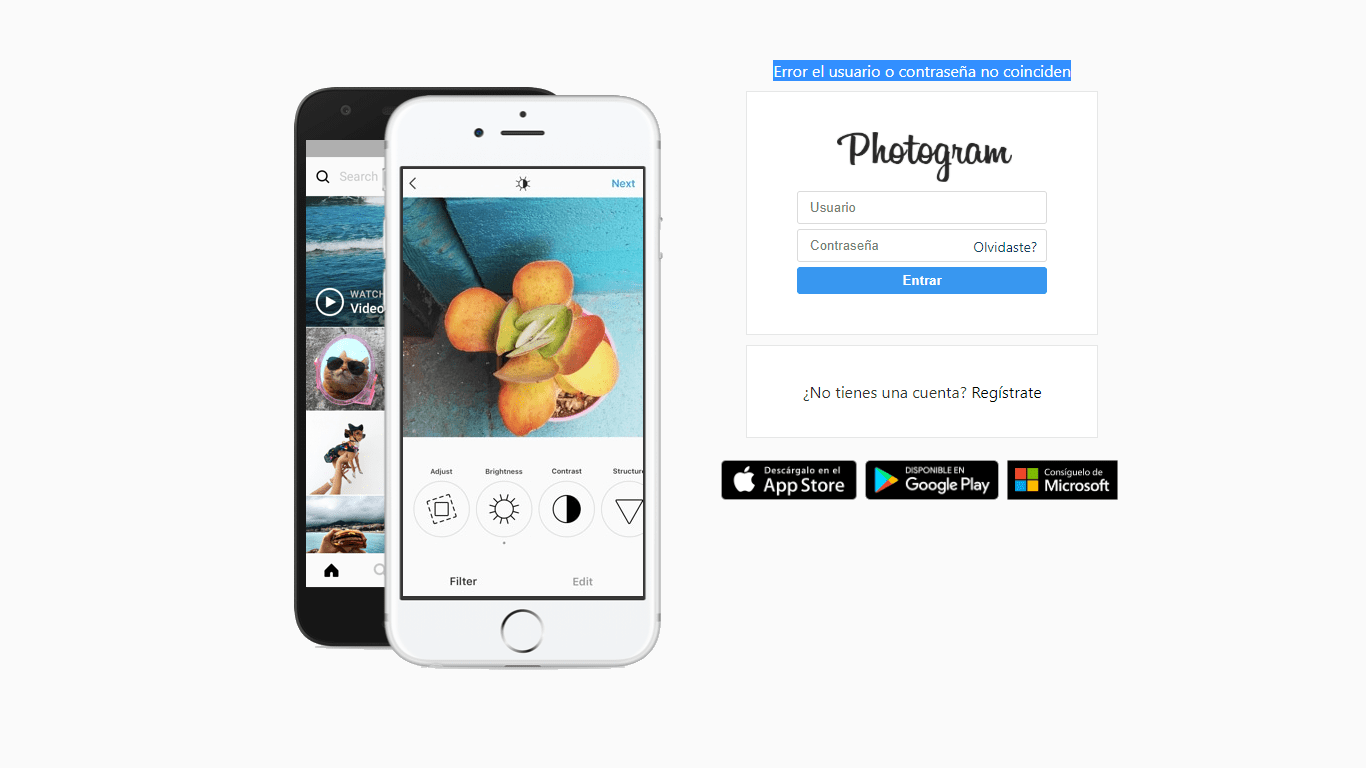 Error el usuario o contraseña no coinciden
Photogram
Usuario
Contraseña
Olvidaste?
Entrar
¿No tienes una cuenta? Regístrate
Descárgalo en el
App Store
DISPONIBLE EN
Google Play
Consíguelo de
Microsoft
Search
WATCH
Video
Next
Adjust
Brightness
Contrast
Structure
Filter
Edit